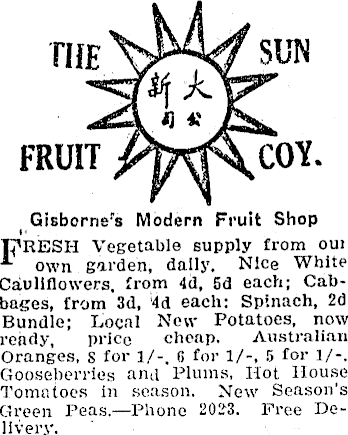 THE SUN
新大
司公
FRUIT COY.
Gisborne's Modern Fruit Shop
FRESH Vegetable supply from our
own garden, daily. Nice White
Cauliflowers, from 4d, 5d each; Cab-
bages, from 3d, 4d each; Spinach, 2d
Bundle; Local New Potatoes, now
ready, price cheap. Australian
Oranges, 8 for 1/-, 6 for 1/-, 5 for 1/-.
Gooseberries and Plums, Hot House
Tomatoes in season. New Season's
Green Peas.—Phone 2023. Free De-
livery.